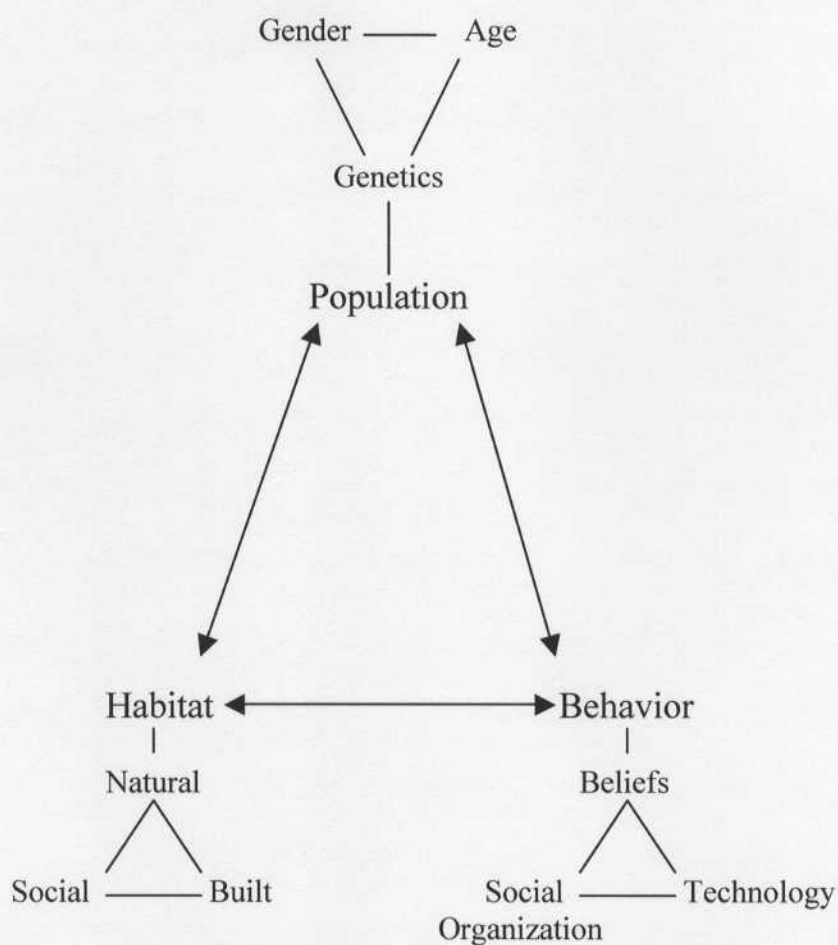 Gender Age
Genetics
Population
Habitat Behavior
Natural Beliefs
Social Built Social Technology
Organization